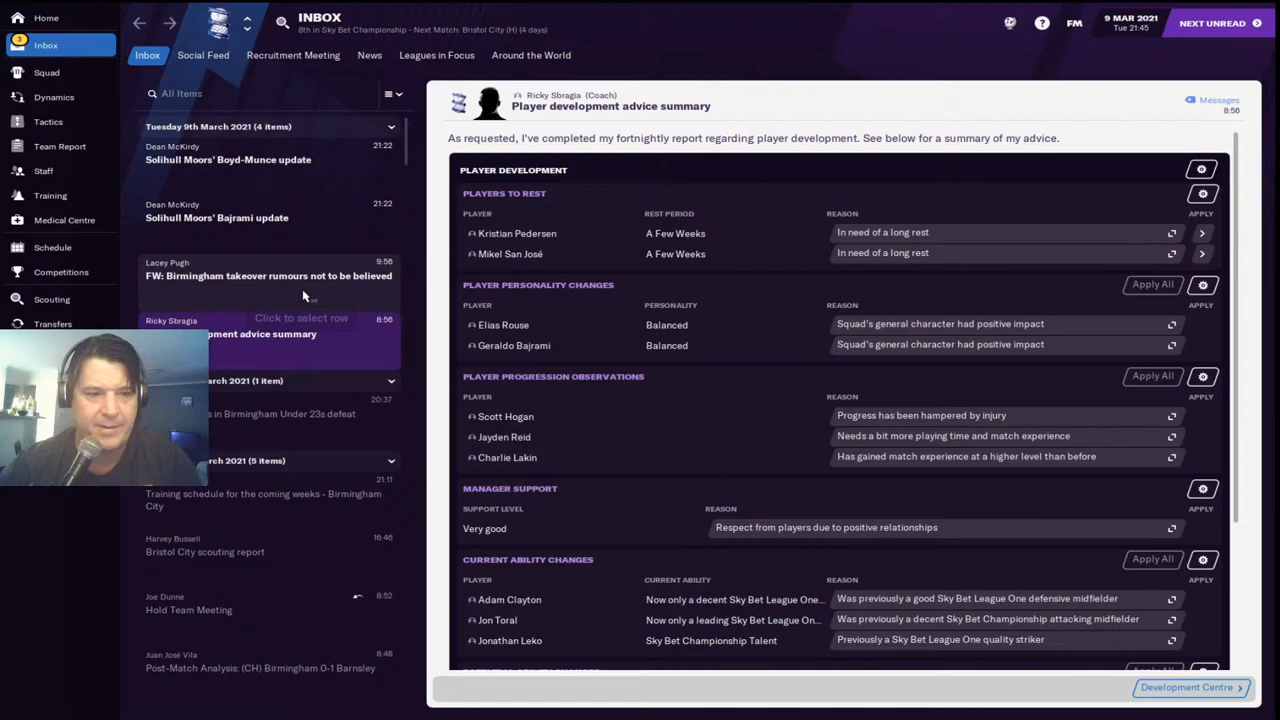 Home
INBOX
8th in Sky Bet Championship - Next Match: Bristol City (H) (4 days)
FM
9 MAR 2021
Tue 21:45
NEXT UNREAD
3
Inbox
Squad
Dynamics
Tactics
Team Report
Staff
Training
Medical Centre
Schedule
Competitions
Scouting
Transfers
Inbox
Social Feed
Recruitment Meeting
News
Leagues in Focus
Around the World
All Items
Tuesday 9th March 2021 (4 items)
Dean McKirdy
21:22
Solihull Moors' Boyd-Munce update
Dean McKirdy
21:22
Solihull Moors' Bajrami update
Lacey Pugh
9:56
FW: Birmingham takeover rumours not to be believed
Click to select row
Ricky Sbragia
8:56
ment advice summary
arch 2021 (1 item)
20:37
s in Birmingham Under 23s defeat
arch 2021 (5 items)
21:11
Training schedule for the coming weeks - Birmingham
City
Harvey Bussell
16:46
Bristol City scouting report
Joe Dunne
8:52
Hold Team Meeting
Juan José Vila
8:48
Post-Match Analysis: (CH) Birmingham 0-1 Barnsley
Ricky Sbragia (Coach)
Player development advice summary
Messages
8:56
As requested, I've completed my fortnightly report regarding player development. See below for a summary of my advice.
PLAYER DEVELOPMENT
PLAYERS TO REST
PLAYER REST PERIOD REASON APPLY
Kristian Pedersen A Few Weeks In need of a long rest
Mikel San José A Few Weeks In need of a long rest
PLAYER PERSONALITY CHANGES Apply All
PLAYER PERSONALITY REASON APPLY
Elias Rouse Balanced Squad's general character had positive impact
Geraldo Bajrami Balanced Squad's general character had positive impact
PLAYER PROGRESSION OBSERVATIONS Apply All
PLAYER REASON APPLY
Scott Hogan Progress has been hampered by injury
Jayden Reid Needs a bit more playing time and match experience
Charlie Lakin Has gained match experience at a higher level than before
MANAGER SUPPORT
SUPPORT LEVEL REASON APPLY
Very good Respect from players due to positive relationships
CURRENT ABILITY CHANGES Apply All
PLAYER CURRENT ABILITY REASON APPLY
Adam Clayton Now only a decent Sky Bet League One... Was previously a good Sky Bet League One defensive midfielder
Jon Toral Now only a leading Sky Bet League On... Was previously a decent Sky Bet Championship attacking midfielder
Jonathan Leko Sky Bet Championship Talent Previously a Sky Bet League One quality striker
Development Centre